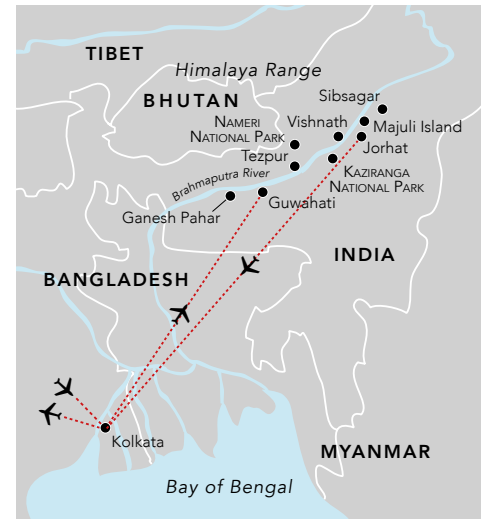 TIBET
Himalaya Range
BHUTAN
Sibsagar
NAMERI
NATIONAL PARK
Vishnath
Majuli Island
Jorhat
Tezpur
KAZIRANGA
NATIONAL PARK
Brahmaputra River
Guwahati
Ganesh Pahar
INDIA
BANGLADESH
Kolkata
MYANMAR
Bay of Bengal